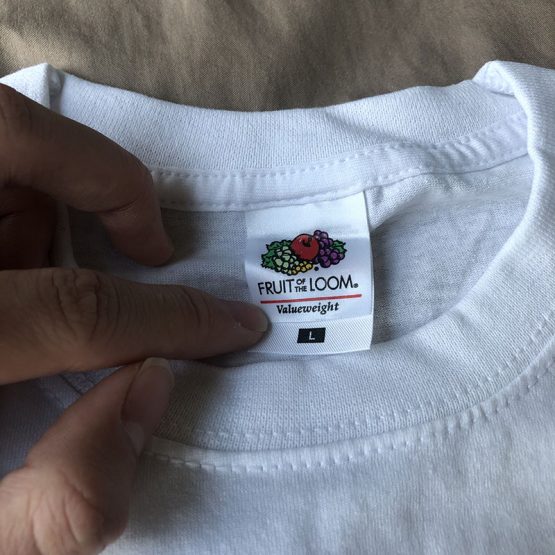 FRUIT OF THE LOOM®
Valueweight
L